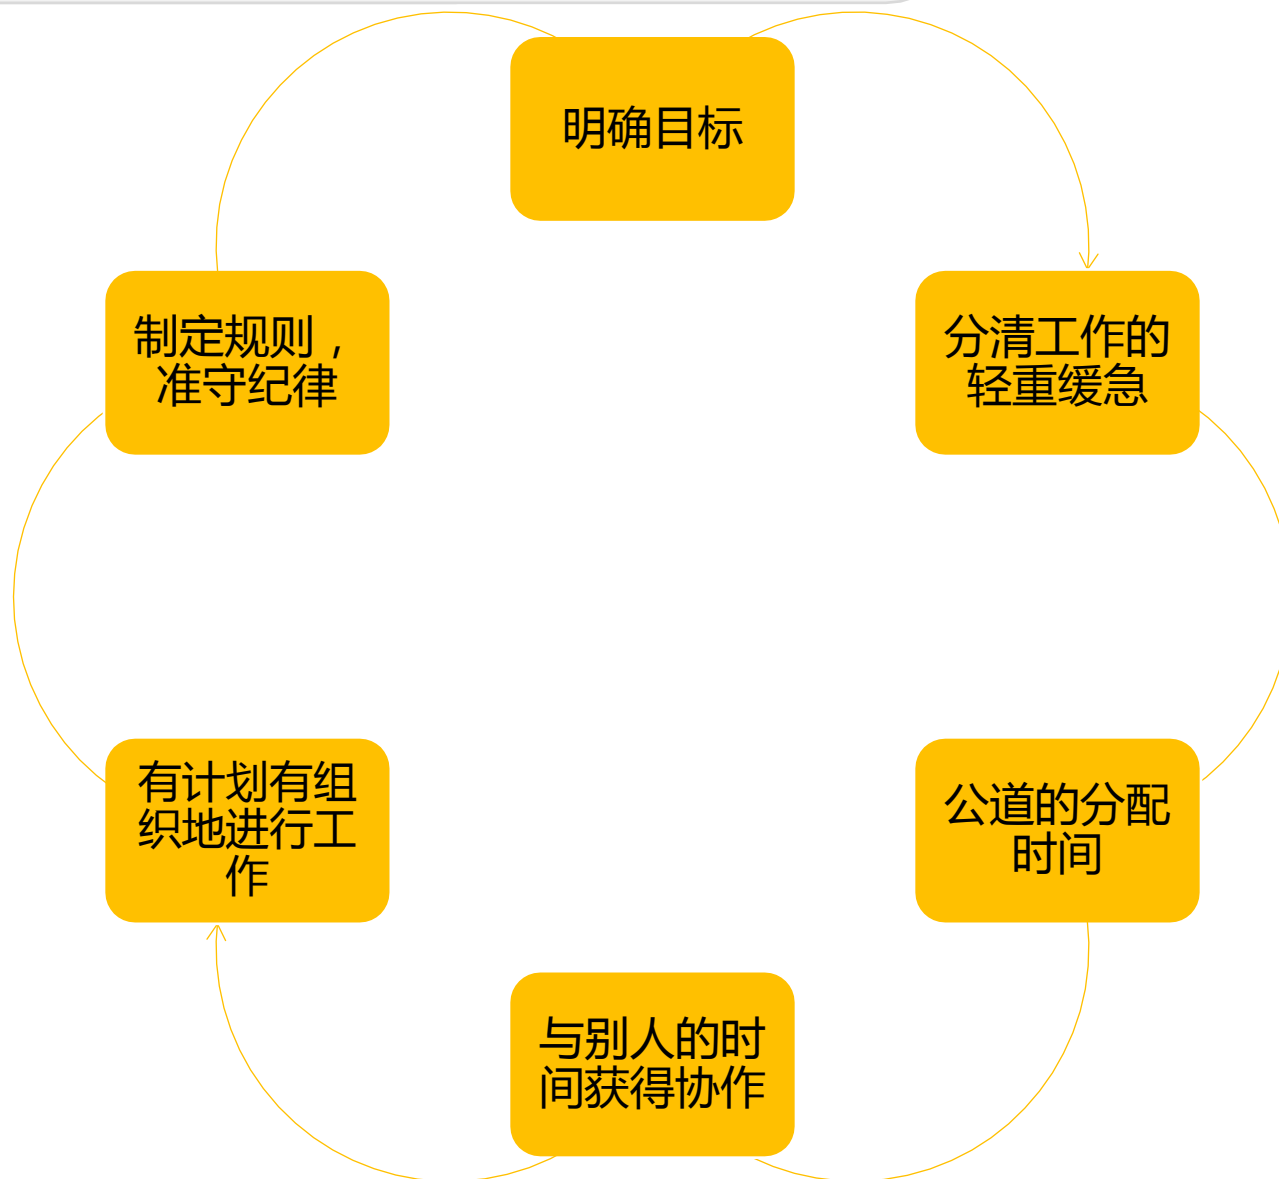 明确目标
分清工作的
轻重缓急
公道的分配
时间
与别人的时
间获得协作
有计划有组
织地进行工
作
制定规则，
准守纪律